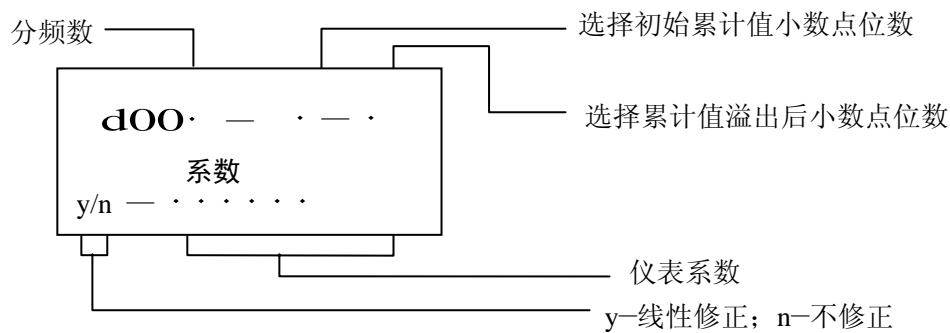 分频数
选择初始累计值小数点位数
选择累计值溢出后小数点位数
d00· — ·—·
系数
y/n — · · · · · ·
仪表系数
y—线性修正；n—不修正